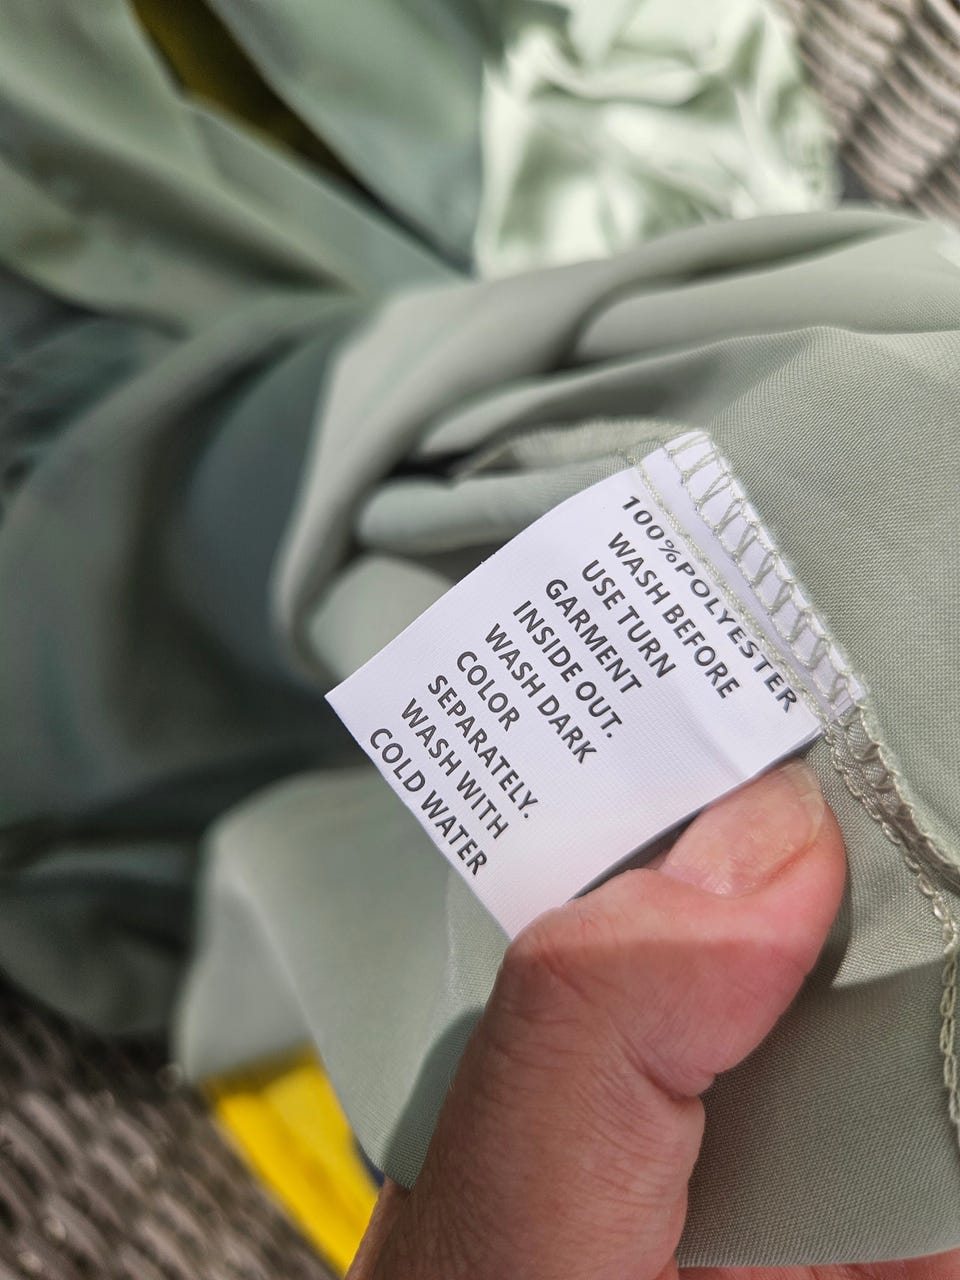 100%POLYESTER
WASH BEFORE
USE TURN
GARMENT
INSIDE OUT.
WASH DARK
COLOR
SEPARATELY.
WASH WITH
COLD WATER